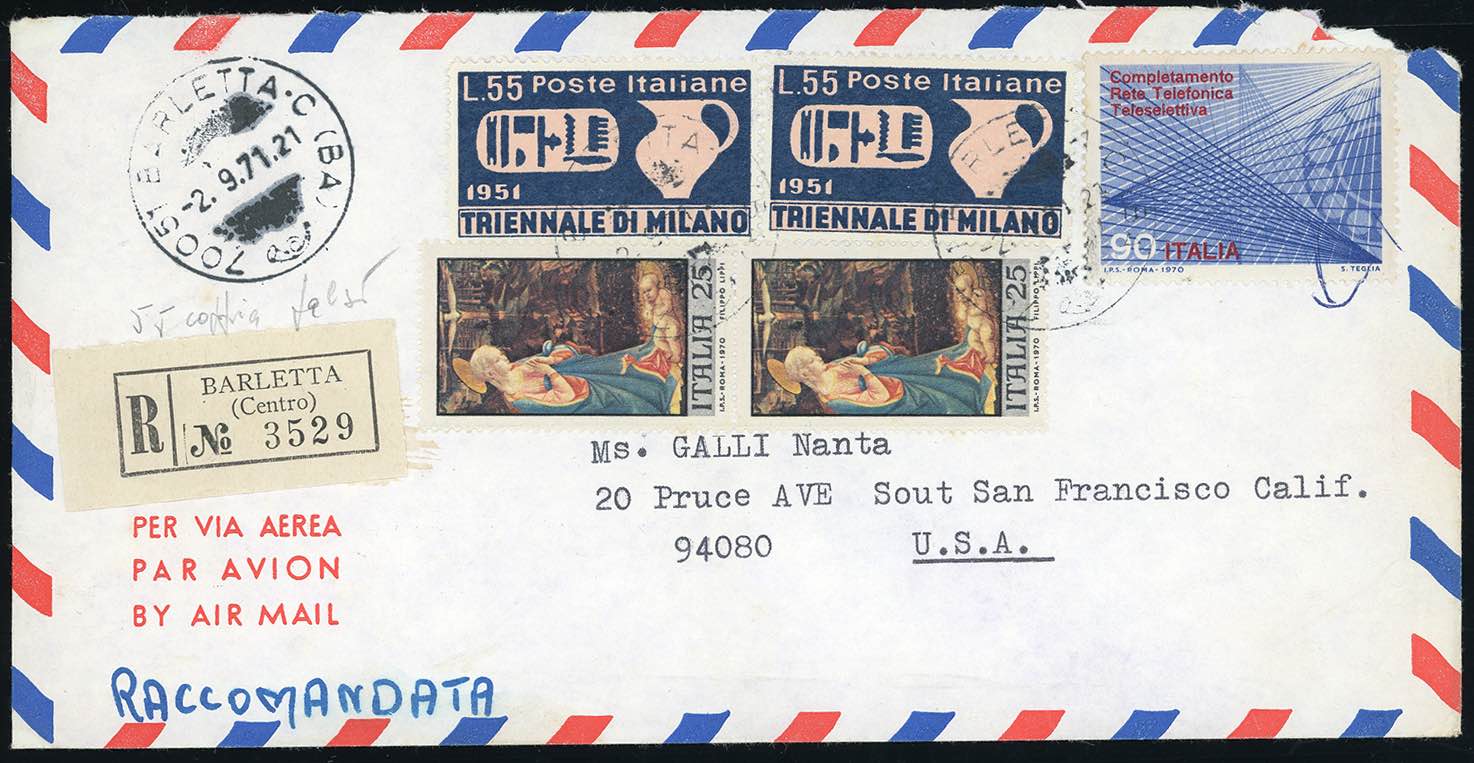 70051 BARLETTA·C (BA)
-2. 9.71.21
L.55 Poste Italiane
1951
TRIENNALE DI MILANO
L.55 Poste Italiane
1951
TRIENNALE DI MILANO
Completamento
Rete Telefonica
Teleselettiva
90 ITALIA
I.P.S.-ROMA-1970 S. TEGLIA
ITALIA 25
I.P.S.-ROMA-1970 FILIPPO LIPPI
ITALIA 25
I.P.S.-ROMA-1970 FILIPPO LIPPI
55 coppia falsi
R
BARLETTA
(Centro)
No 3529
Ms. GALLI Nanta
20 Pruce AVE Sout San Francisco Calif.
94080 U.S.A.
PER VIA AEREA
PAR AVION
BY AIR MAIL
RACCOMANDATA